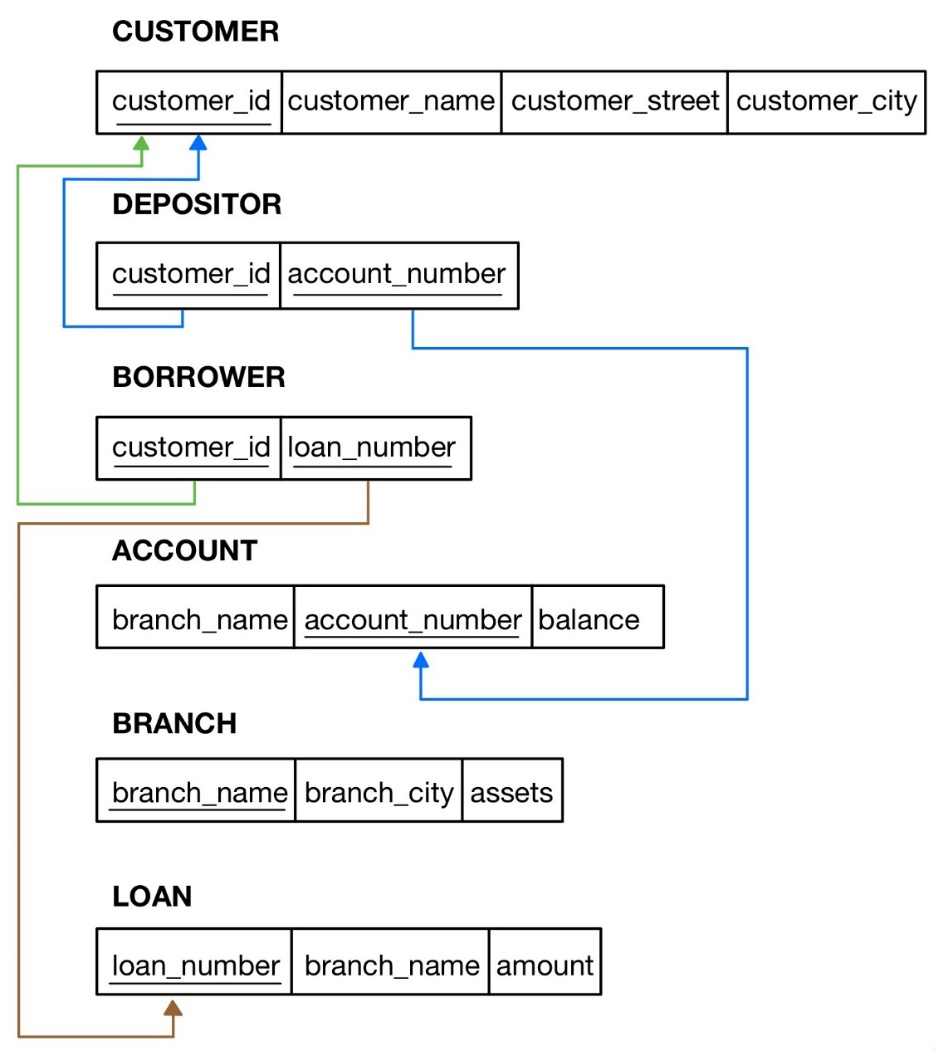 CUSTOMER
customer_id customer_name customer_street customer_city
DEPOSITOR
customer_id account_number
BORROWER
customer_id loan_number
ACCOUNT
branch_name account_number balance
BRANCH
branch_name branch_city assets
LOAN
loan_number branch_name amount